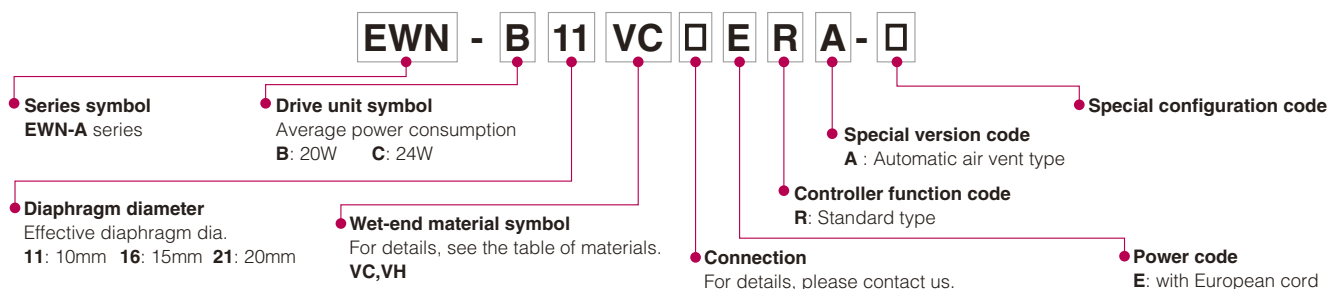 EWN - B 11 VC □ E R A - □
Series symbol
EWN-A series
Drive unit symbol
Average power consumption
B: 20W C: 24W
Special configuration code
Special version code
A : Automatic air vent type
Controller function code
R: Standard type
Diaphragm diameter
Effective diaphragm dia.
11: 10mm 16: 15mm 21: 20mm
Wet-end material symbol
For details, see the table of materials.
VC,VH
Connection
For details, please contact us.
Power code
E: with European cord